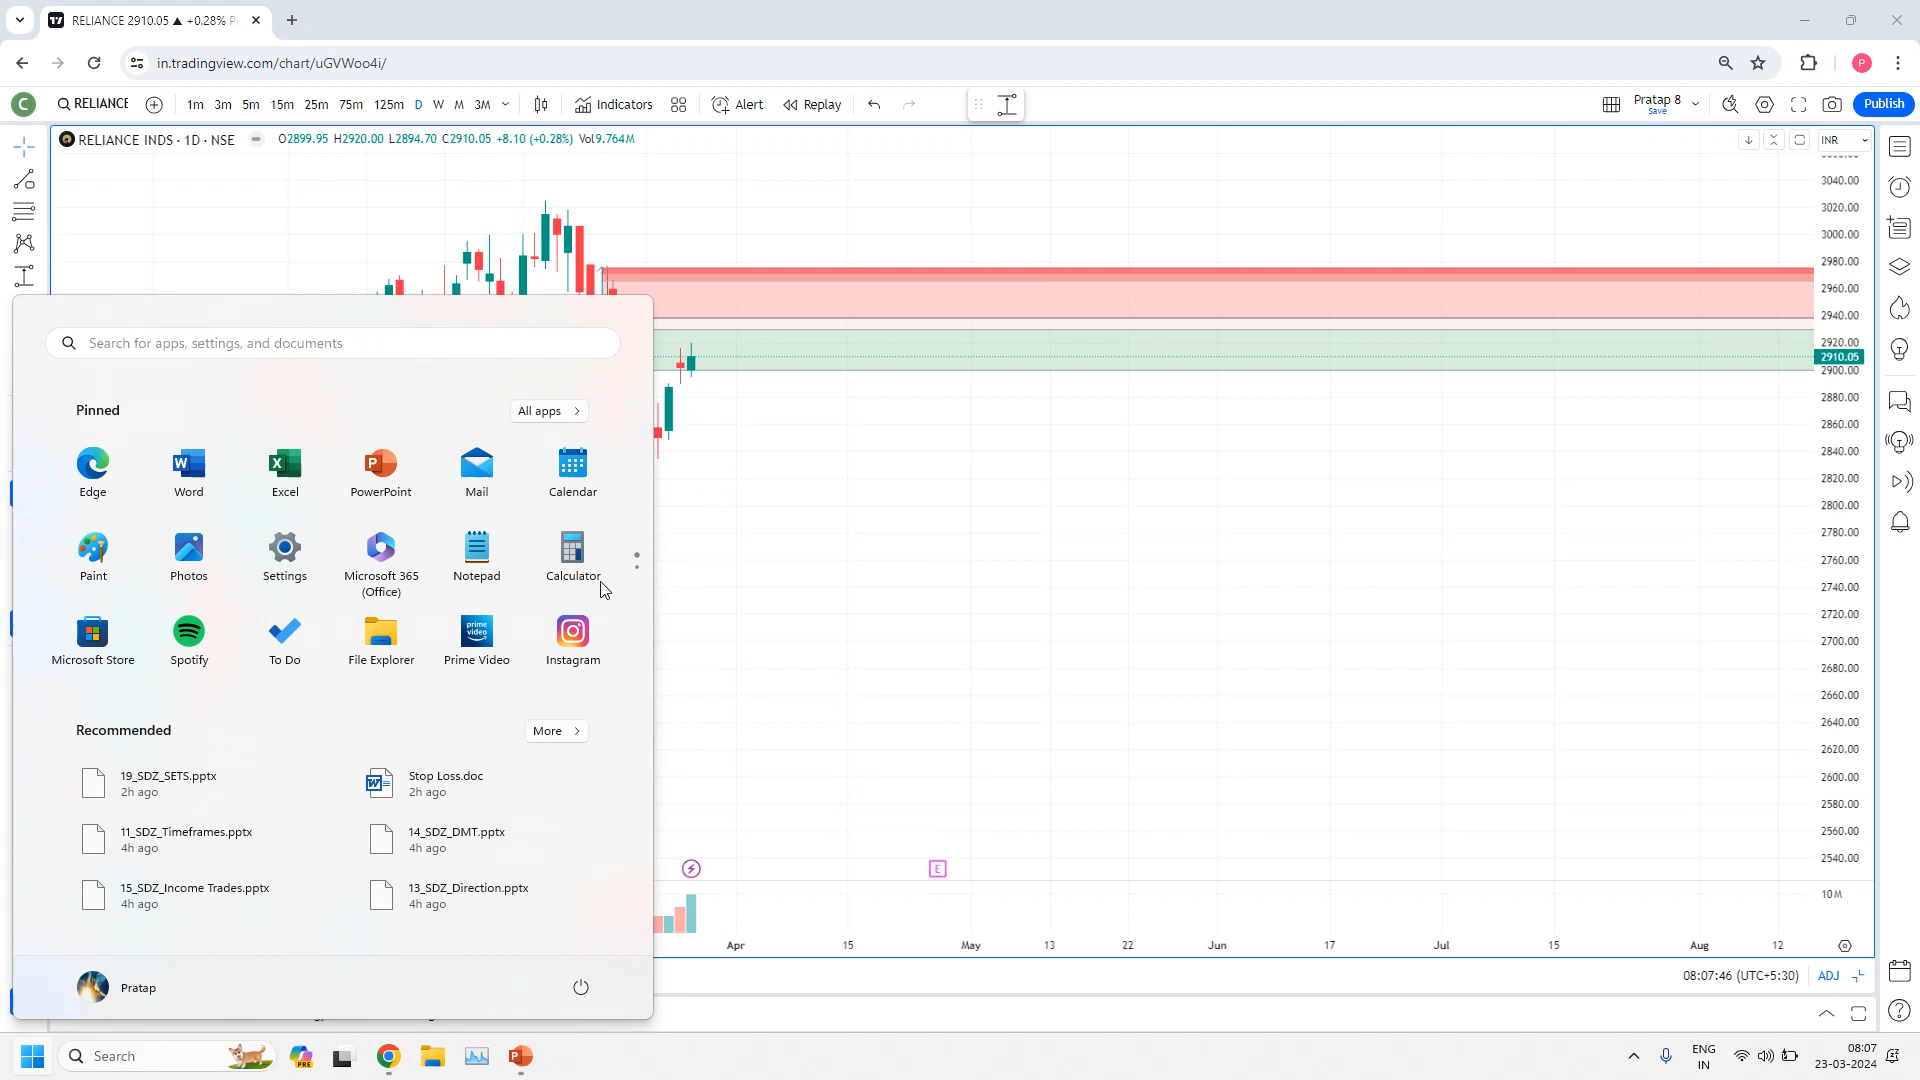 RELIANCE 2910.05 ▲ +0.28%
in.tradingview.com/chart/uGVWoo4i/
C
RELIANCE
1m 3m 5m 15m 25m 75m 125m D W M 3M
Indicators
Alert
Replay
Pratap 8
Save
Publish
P
RELIANCE INDS · 1D · NSE
O2899.95 H2920.00 L2894.70 C2910.05 +8.10 (+0.28%) Vol9.764M
INR
3040.00
3020.00
3000.00
2980.00
2960.00
2940.00
2920.00
2910.05
2900.00
2880.00
2860.00
2840.00
2820.00
2800.00
2780.00
2760.00
2740.00
2720.00
2700.00
2680.00
2660.00
2640.00
2620.00
2600.00
2580.00
2560.00
2540.00
10M
Search for apps, settings, and documents
Pinned
All apps
Edge
Word
Excel
PowerPoint
Mail
Calendar
Paint
Photos
Settings
Microsoft 365
(Office)
Notepad
Calculator
Microsoft Store
Spotify
To Do
File Explorer
prime video
Prime Video
Instagram
Recommended
More
19_SDZ_SETS.pptx
2h ago
Stop Loss.doc
2h ago
11_SDZ_Timeframes.pptx
4h ago
14_SDZ_DMT.pptx
4h ago
15_SDZ_Income Trades.pptx
4h ago
13_SDZ_Direction.pptx
4h ago
Pratap
E
Apr 15 May 13 22 Jun 17 Jul 15 Aug 12
08:07:46 (UTC+5:30)
ADJ
Search
PRE
ENG
IN
08:07
23-03-2024